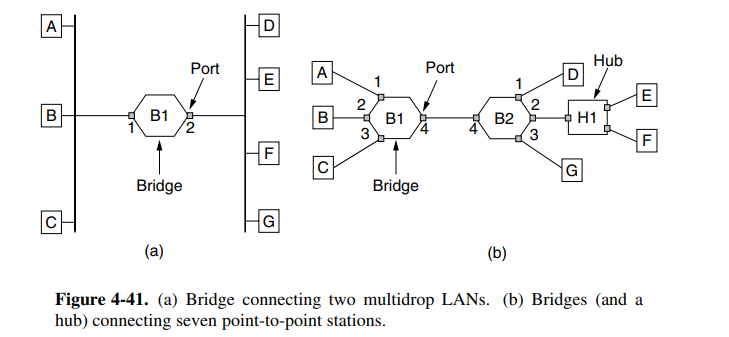 A
B
C
1
B1
2
Port
Bridge
D
E
F
G
(a)
A
B
C
1
2
3
B1
4
Port
Bridge
4
B2
1
2
3
D
G
Hub
H1
E
F
(b)
Figure 4-41. (a) Bridge connecting two multidrop LANs. (b) Bridges (and a
hub) connecting seven point-to-point stations.